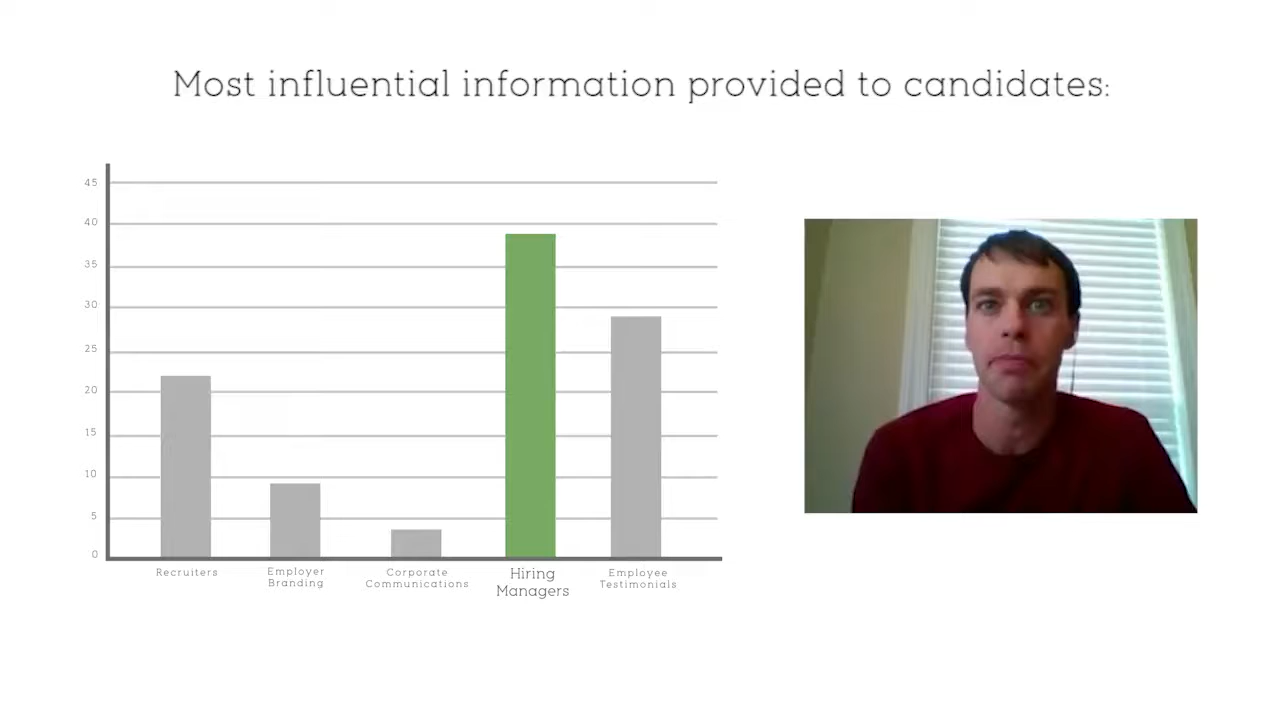 Most influential information provided to candidates:
45
40
35
30
25
20
15
10
5
0
Recruiters
Employer
Branding
Corporate
Communications
Hiring
Managers
Employee
Testimonials